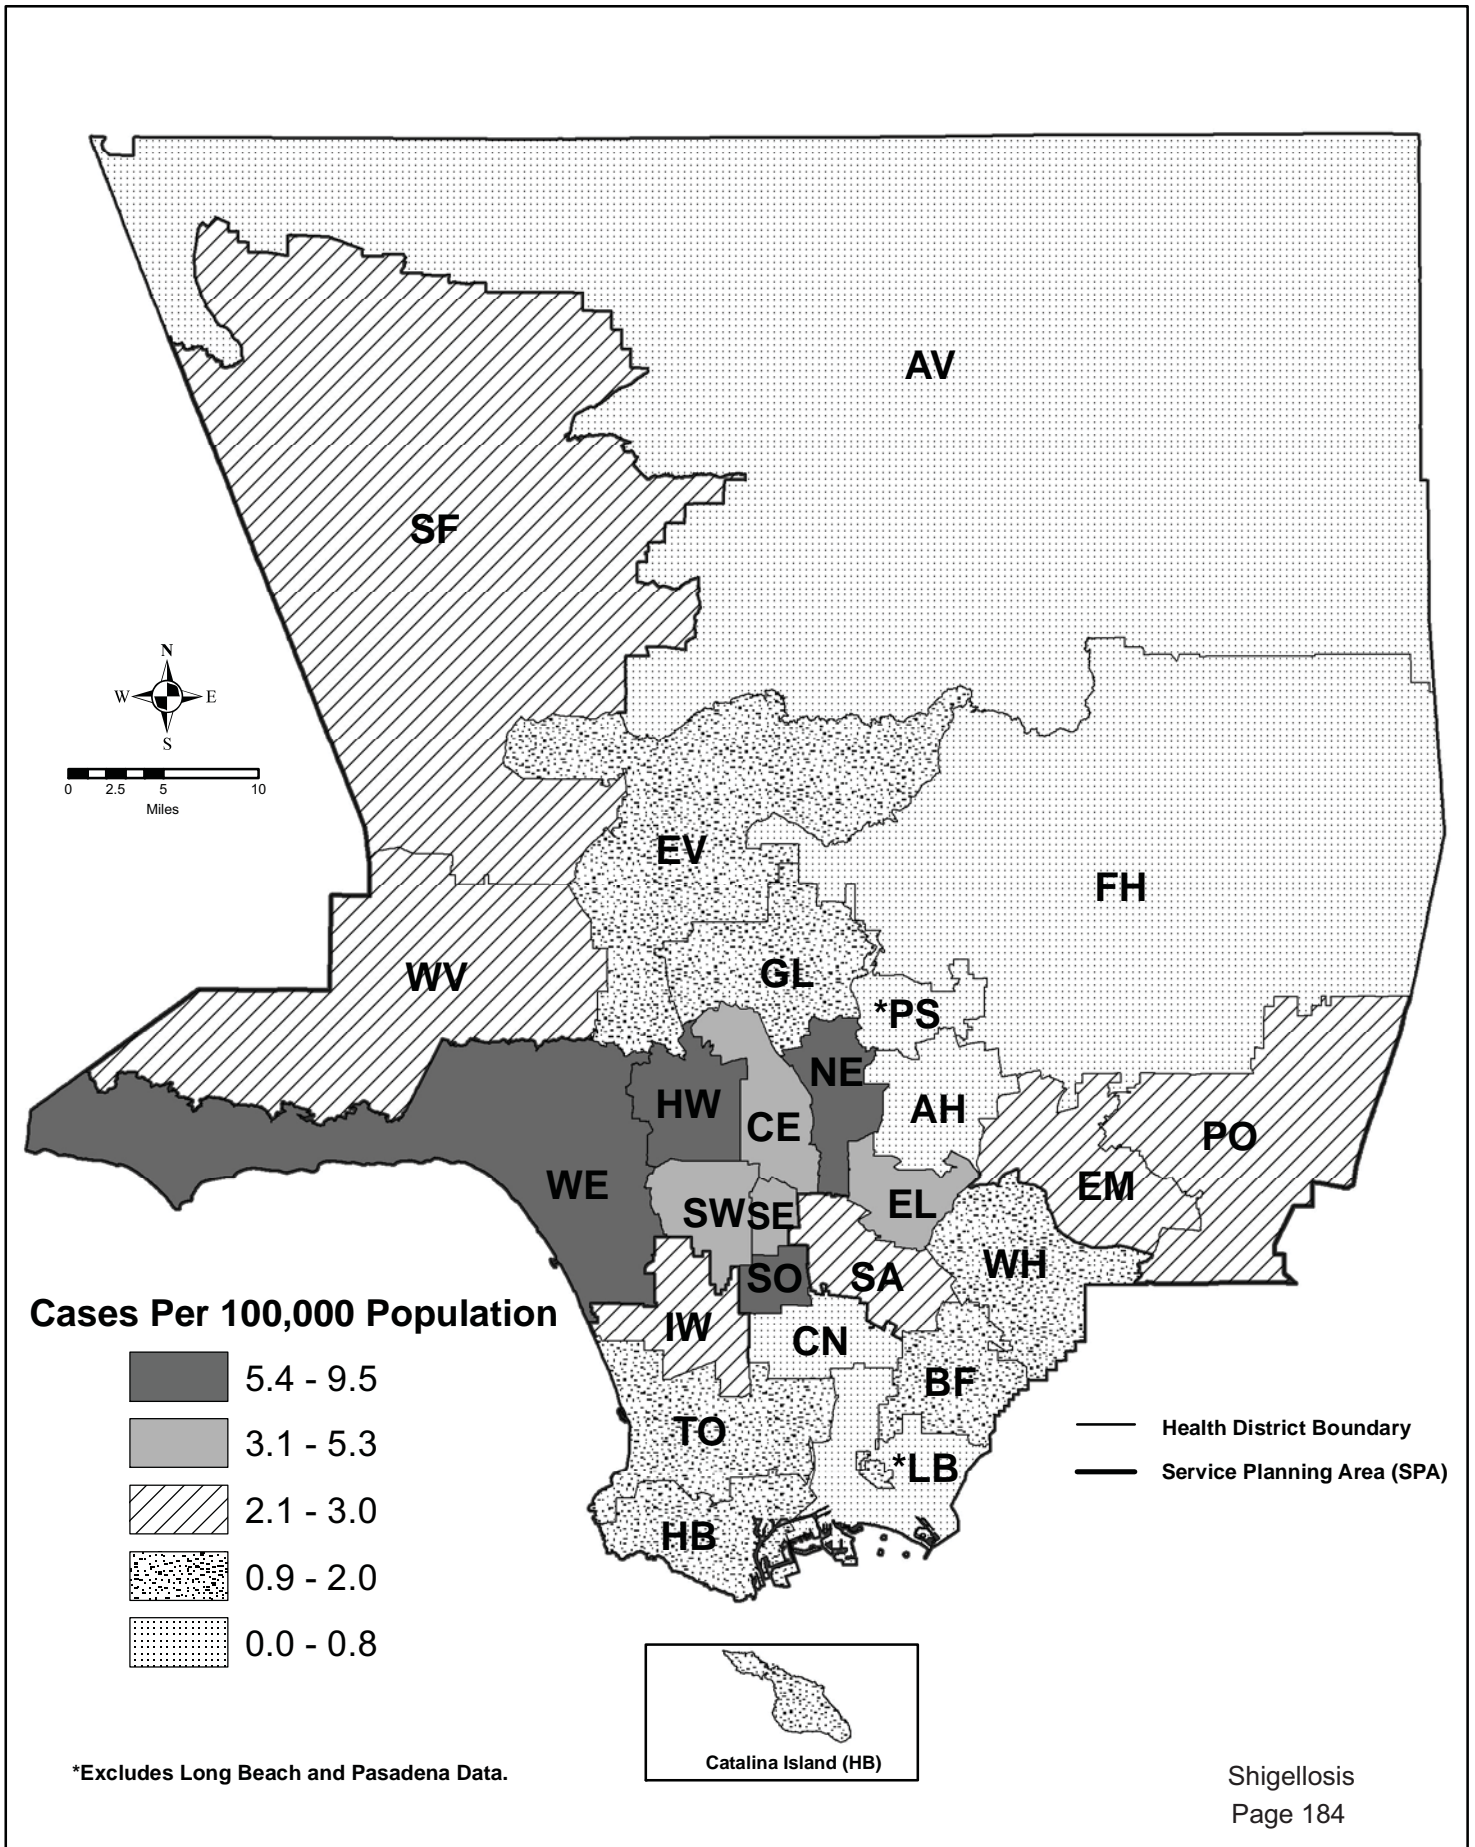 AV
SF
N
W E
S
0 2.5 5 10
Miles
EV
FH
WV
GL
*PS
NE
HW
AH
CE
PO
WE
EM
SW
SE
EL
WH
SO
SA
Cases Per 100,000 Population
IW
CN
5.4 - 9.5
BF
3.1 - 5.3
TO
Health District Boundary
*LB
Service Planning Area (SPA)
2.1 - 3.0
HB
0.9 - 2.0
0.0 - 0.8
Catalina Island (HB)
*Excludes Long Beach and Pasadena Data.
Shigellosis
Page 184